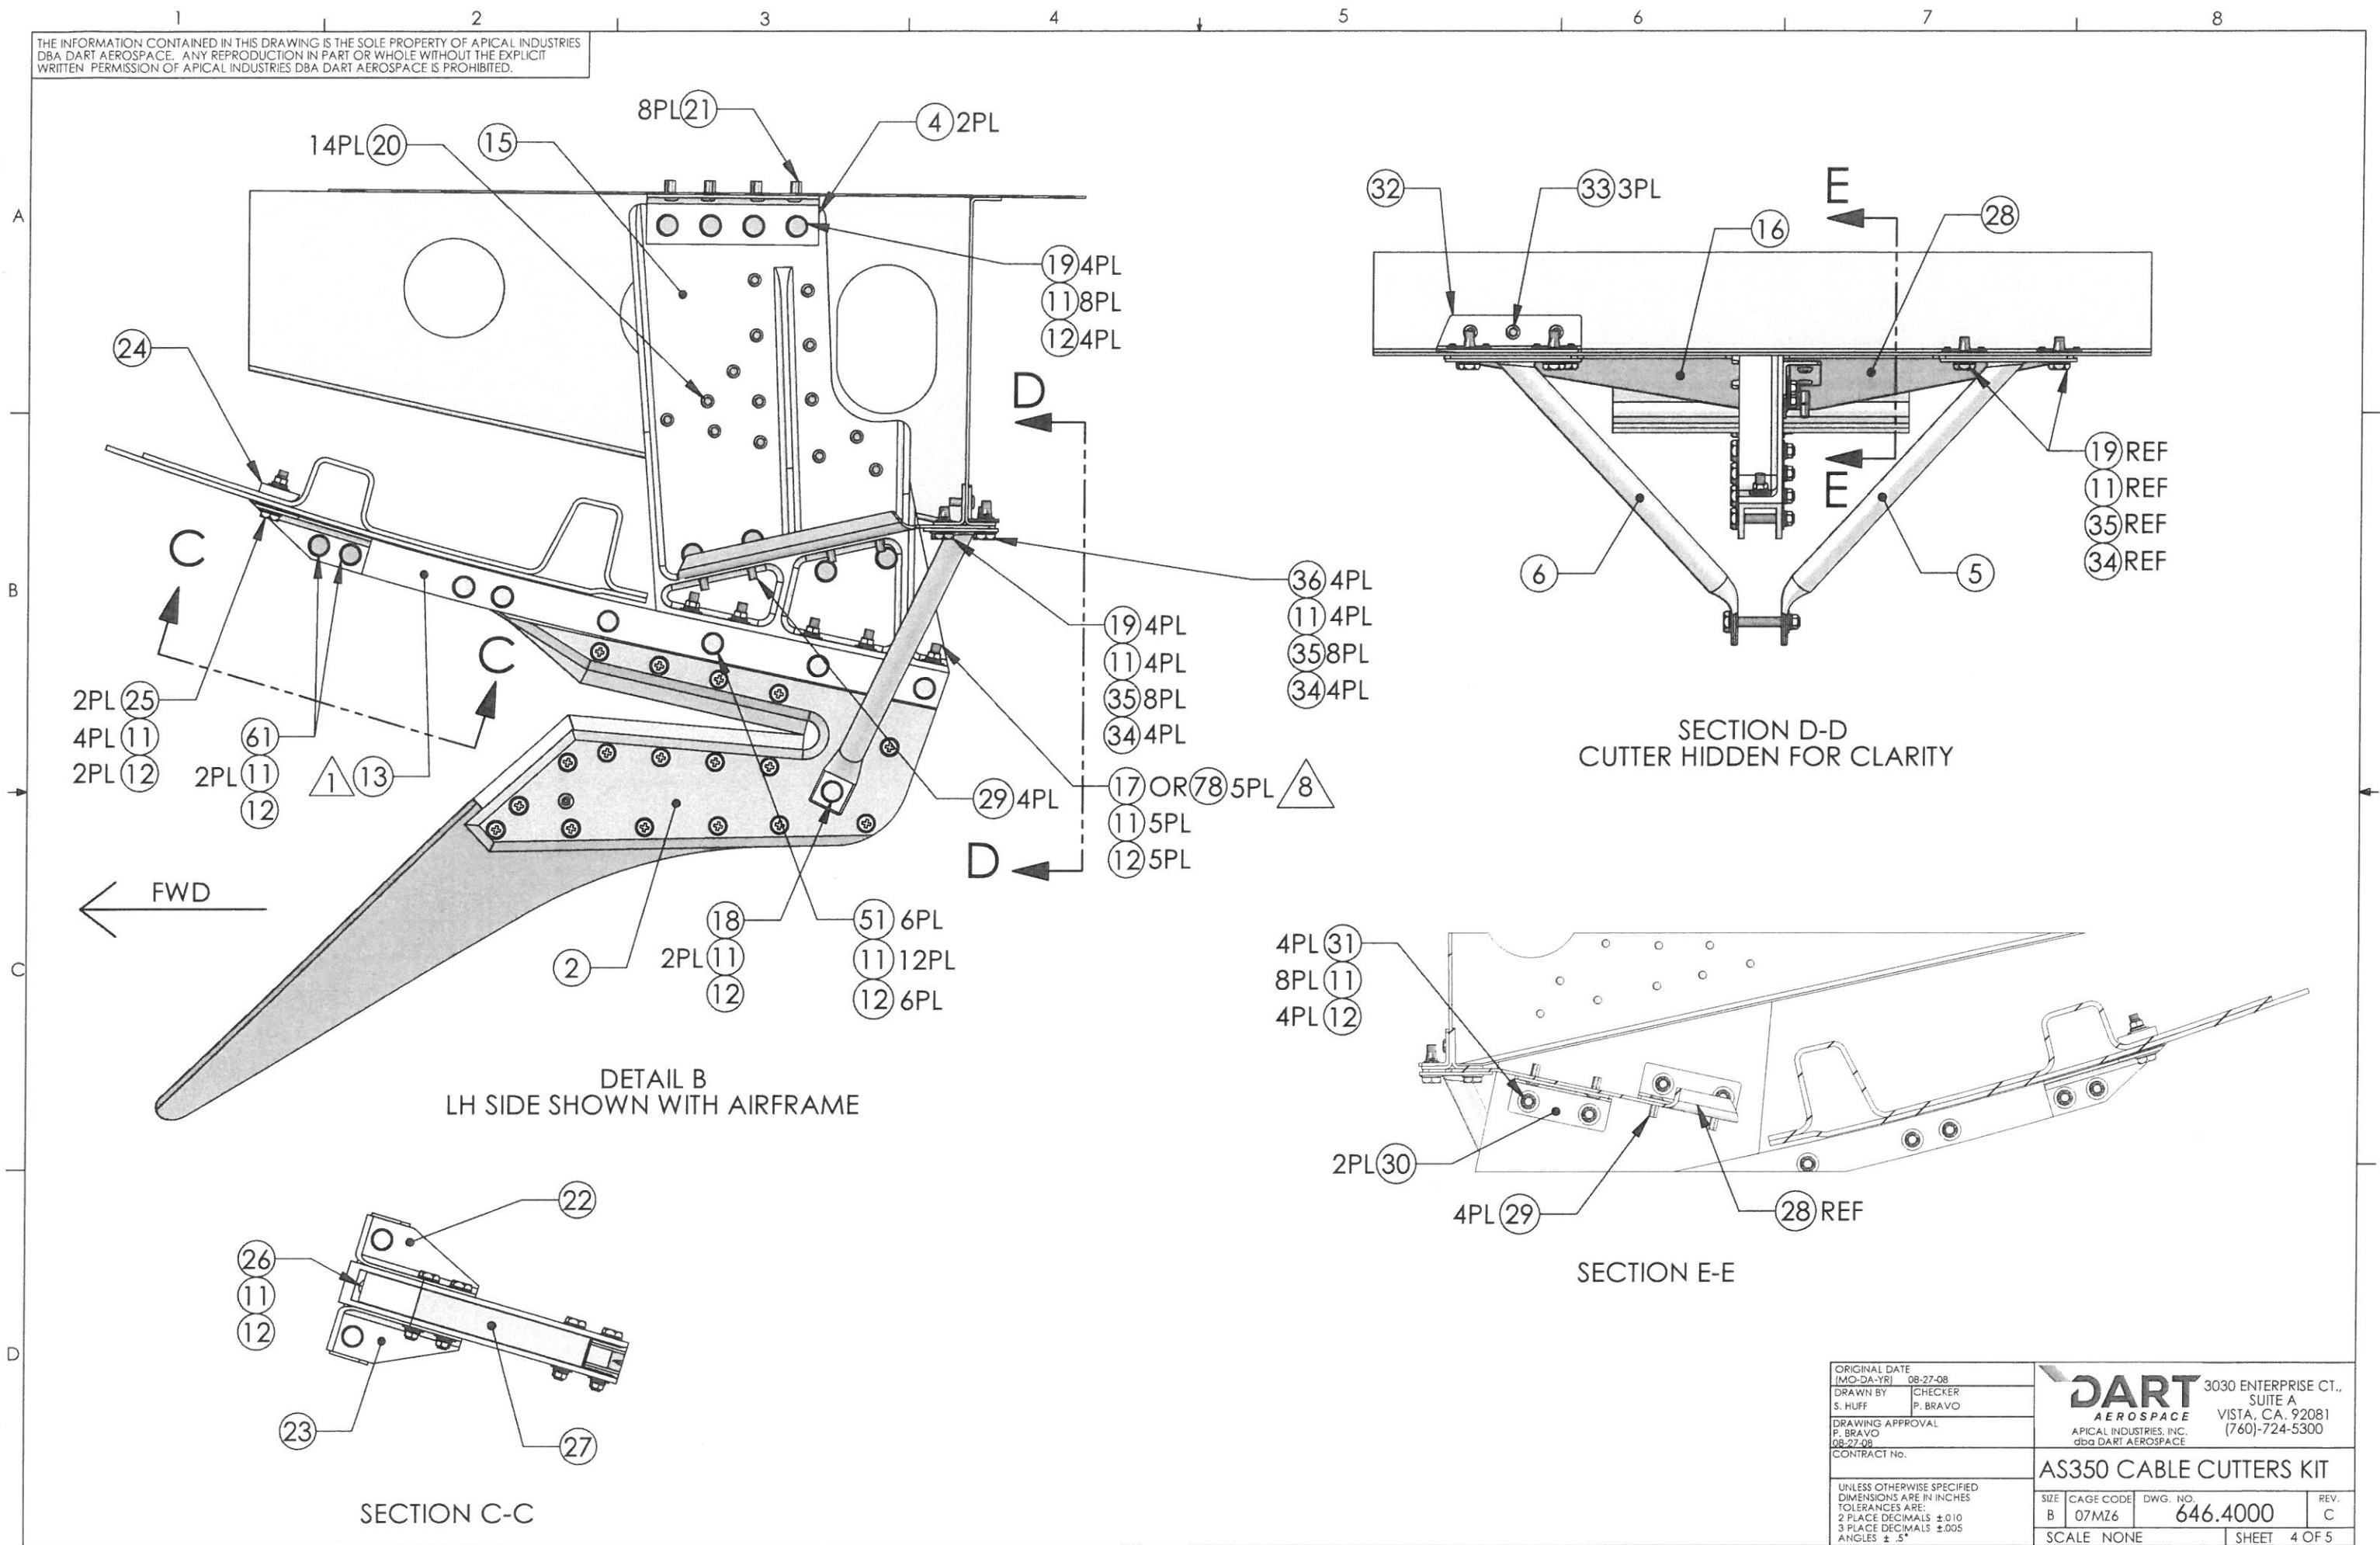 1 2 3 4 5 6 7 8
THE INFORMATION CONTAINED IN THIS DRAWING IS THE SOLE PROPERTY OF APICAL INDUSTRIES
DBA DART AEROSPACE. ANY REPRODUCTION IN PART OR WHOLE WITHOUT THE EXPLICIT
WRITTEN PERMISSION OF APICAL INDUSTRIES DBA DART AEROSPACE IS PROHIBITED.
A
B
C
D
8PL 21
4 2PL
14PL 20
15
19 4PL
11 8PL
12 4PL
24
D
C
C
36 4PL
11 4PL
35 8PL
34 4PL
19 4PL
11 4PL
35 8PL
34 4PL
2PL 25
4PL 11
2PL 12
61
2PL 11
12
1 13
29 4PL
17 OR 78 5PL 8
11 5PL
12 5PL
D
FWD
18
2PL 11
12
51 6PL
11 12PL
12 6PL
2
DETAIL B
LH SIDE SHOWN WITH AIRFRAME
32
33 3PL
E
16
28
19 REF
11 REF
35 REF
34 REF
E
6
5
SECTION D-D
CUTTER HIDDEN FOR CLARITY
4PL 31
8PL 11
4PL 12
2PL 30
4PL 29
28 REF
SECTION E-E
22
26
11
12
23
27
SECTION C-C
ORIGINAL DATE
(MO-DA-YR) 08-27-08
DRAWN BY
S. HUFF
CHECKER
P. BRAVO
DRAWING APPROVAL
P. BRAVO
08-27-08
CONTRACT No.
UNLESS OTHERWISE SPECIFIED
DIMENSIONS ARE IN INCHES
TOLERANCES ARE:
2 PLACE DECIMALS ±.010
3 PLACE DECIMALS ±.005
ANGLES ± .5°
DART
AEROSPACE
APICAL INDUSTRIES, INC.
dba DART AEROSPACE
3030 ENTERPRISE CT.,
SUITE A
VISTA, CA. 92081
(760)-724-5300
AS350 CABLE CUTTERS KIT
SIZE
B
CAGE CODE
07MZ6
DWG. NO.
646.4000
REV.
C
SCALE NONE
SHEET 4 OF 5